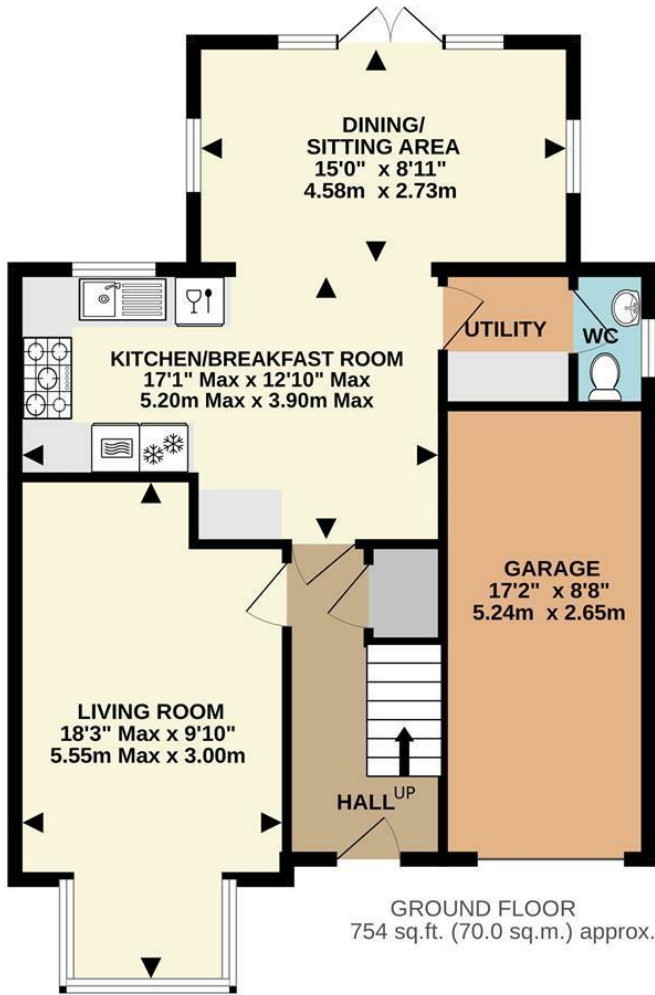 DINING/
SITTING AREA
15'0" x 8'11"
4.58m x 2.73m
KITCHEN/BREAKFAST ROOM
17'1" Max x 12'10" Max
5.20m Max x 3.90m Max
UTILITY
WC
GARAGE
17'2" x 8'8"
5.24m x 2.65m
LIVING ROOM
18'3" Max x 9'10"
5.55m Max x 3.00m
HALL
UP
GROUND FLOOR
754 sq.ft. (70.0 sq.m.) approx.